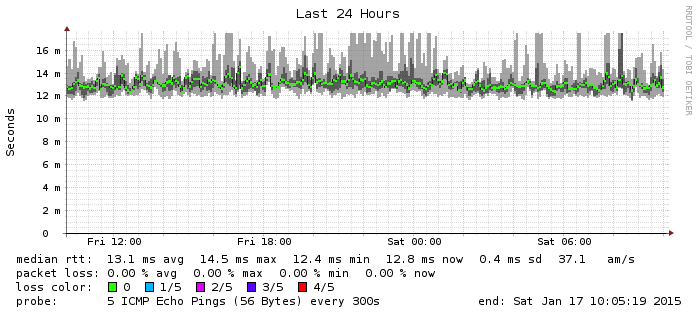 Last 24 Hours
RRDTOOL / TOBI OETIKER
Seconds
16 m
14 m
12 m
10 m
8 m
6 m
4 m
2 m
0
Fri 12:00 Fri 18:00 Sat 00:00 Sat 06:00
median rtt: 13.1 ms avg 14.5 ms max 12.4 ms min 12.8 ms now 0.4 ms sd 37.1 am/s
packet loss: 0.00 % avg 0.00 % max 0.00 % min 0.00 % now
loss color: 0 1/5 2/5 3/5 4/5
probe: 5 ICMP Echo Pings (56 Bytes) every 300s end: Sat Jan 17 10:05:19 2015